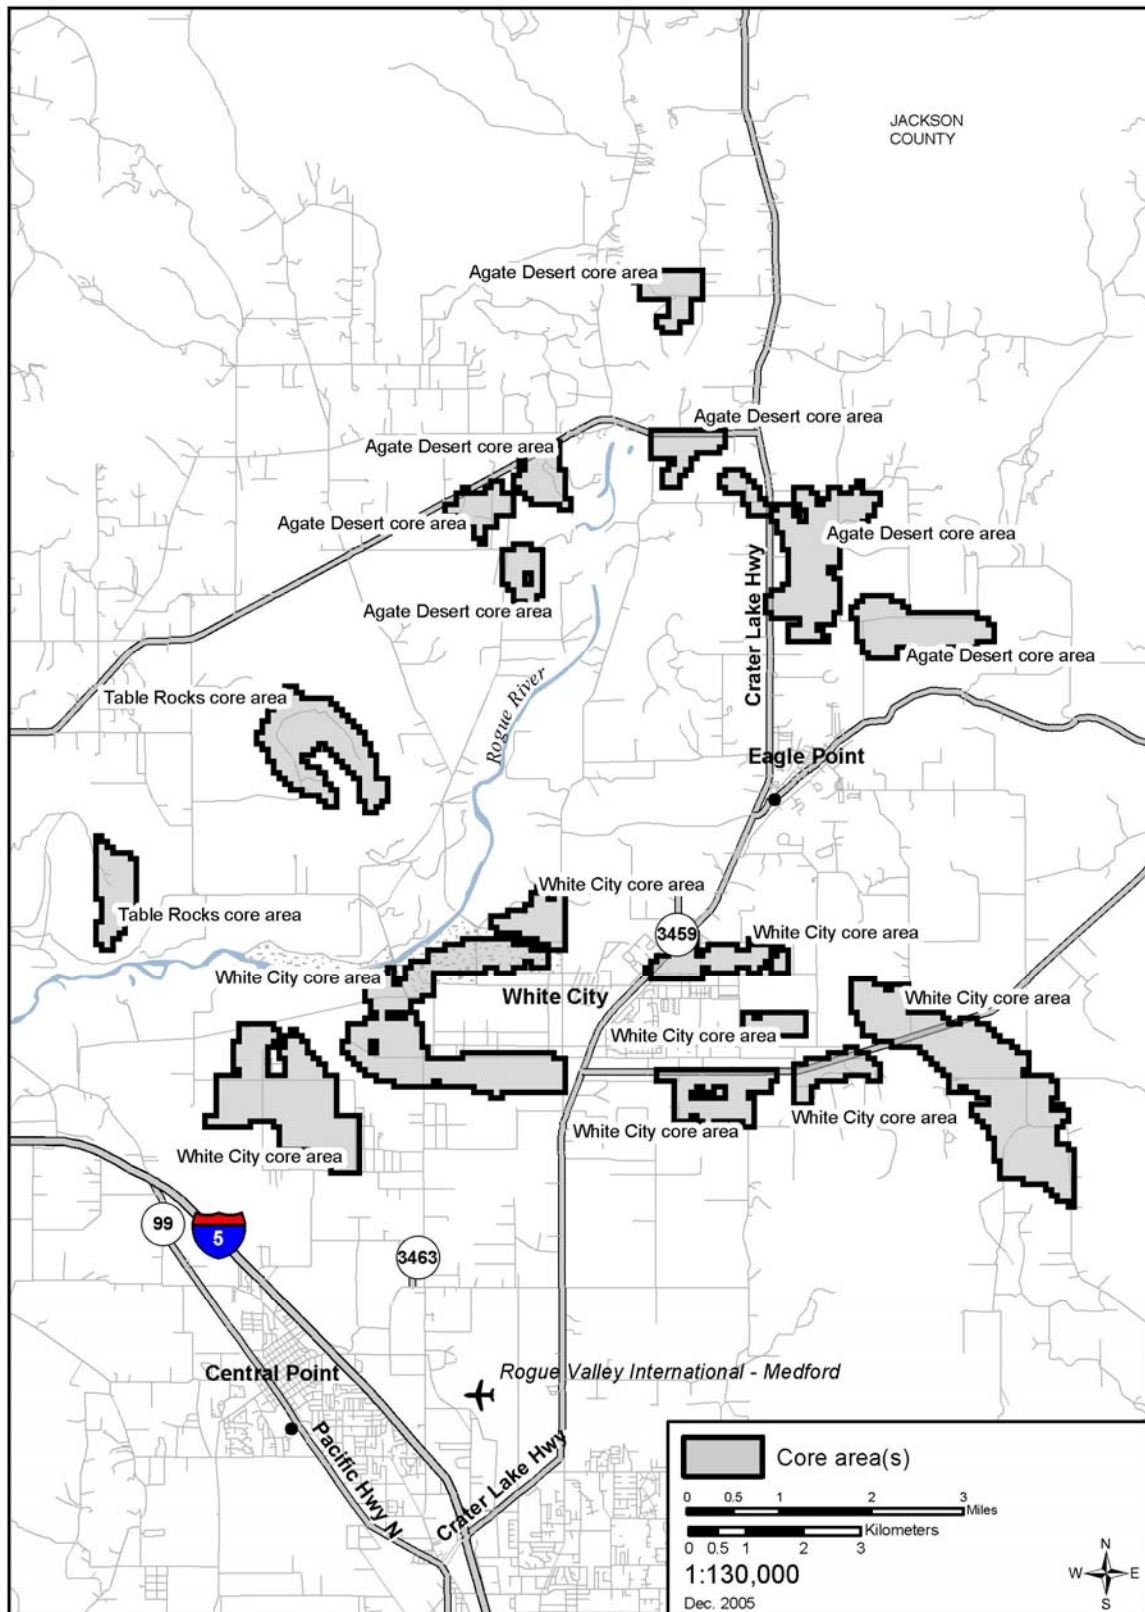 JACKSON
COUNTY
Agate Desert core area
Agate Desert core area
Agate Desert core area
Agate Desert core area
Agate Desert core area
Agate Desert core area
Crater Lake Hwy
Agate Desert core area
Rogue River
Table Rocks core area
Eagle Point
White City core area
Table Rocks core area
3459
White City core area
White City core area
White City
White City core area
White City core area
White City core area
White City core area
White City core area
99
5
3463
Central Point
Rogue Valley International - Medford
Pacific Hwy N
Crater Lake Hwy
Core area(s)
0 0.5 1 2 3
Miles
Kilometers
0 0.5 1 2 3
1:130,000
Dec. 2005
N
W E
S